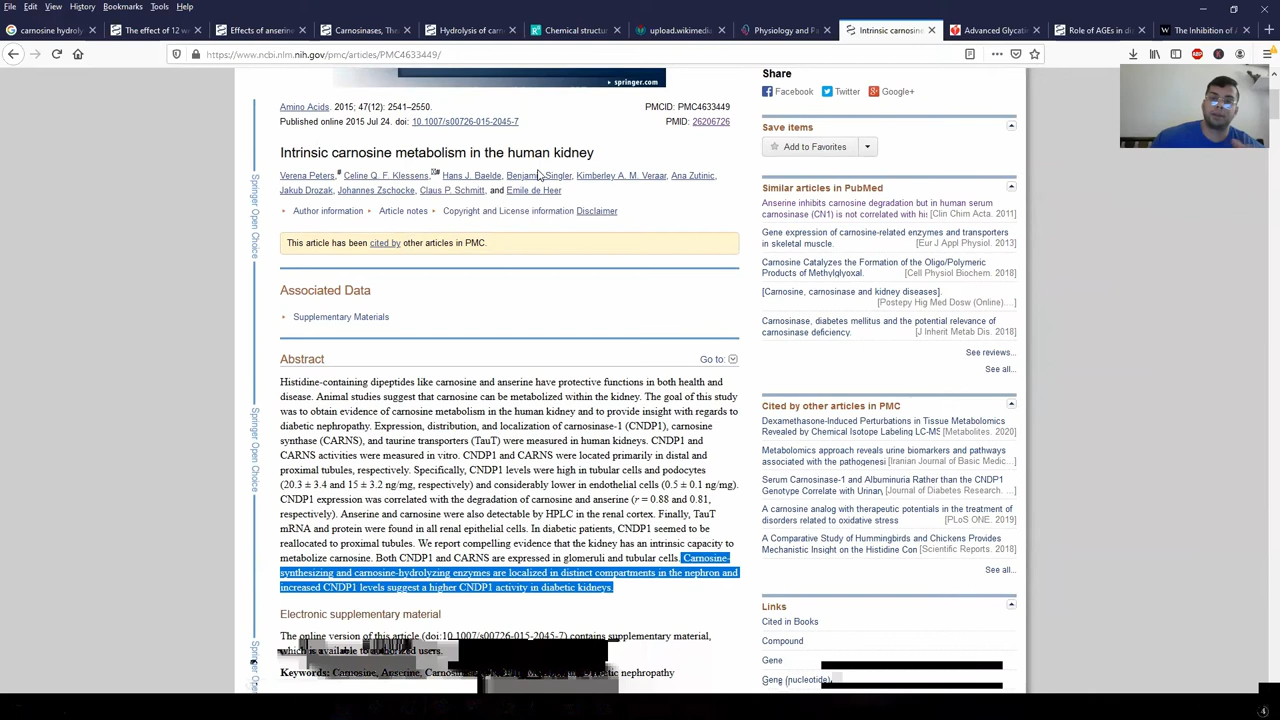 File Edit View History Bookmarks Tools Help
carnosine hydroly
The effect of 12 w
Effects of anserine
Carnosinases, The
Hydrolysis of carn
Chemical structur
upload.wikimedia
Physiology and Pa
Intrinsic carnosine
Advanced Glycatic
Role of AGEs in di
The Inhibition of A
https://www.ncbi.nlm.nih.gov/pmc/articles/PMC4633449/
springer.com
Amino Acids. 2015; 47(12): 2541–2550.
PMCID: PMC4633449
Published online 2015 Jul 24. doi: 10.1007/s00726-015-2045-7
PMID: 26206726
Intrinsic carnosine metabolism in the human kidney
Verena Peters,# Celine Q. F. Klessens,✉# Hans J. Baelde, Benjamin Singler, Kimberley A. M. Veraar, Ana Zutinic,
Jakub Drozak, Johannes Zschocke, Claus P. Schmitt, and Emile de Heer
Author information Article notes Copyright and License information Disclaimer
This article has been cited by other articles in PMC.
Associated Data
Supplementary Materials
Abstract
Go to:
Histidine-containing dipeptides like carnosine and anserine have protective functions in both health and
disease. Animal studies suggest that carnosine can be metabolized within the kidney. The goal of this study
was to obtain evidence of carnosine metabolism in the human kidney and to provide insight with regards to
diabetic nephropathy. Expression, distribution, and localization of carnosinase-1 (CNDP1), carnosine
synthase (CARNS), and taurine transporters (TauT) were measured in human kidneys. CNDP1 and
CARNS activities were measured in vitro. CNDP1 and CARNS were located primarily in distal and
proximal tubules, respectively. Specifically, CNDP1 levels were high in tubular cells and podocytes
(20.3 ± 3.4 and 15 ± 3.2 ng/mg, respectively) and considerably lower in endothelial cells (0.5 ± 0.1 ng/mg).
CNDP1 expression was correlated with the degradation of carnosine and anserine (r = 0.88 and 0.81,
respectively). Anserine and carnosine were also detectable by HPLC in the renal cortex. Finally, TauT
mRNA and protein were found in all renal epithelial cells. In diabetic patients, CNDP1 seemed to be
reallocated to proximal tubules. We report compelling evidence that the kidney has an intrinsic capacity to
metabolize carnosine. Both CNDP1 and CARNS are expressed in glomeruli and tubular cells. Carnosine-
synthesizing and carnosine-hydrolyzing enzymes are localized in distinct compartments in the nephron and
increased CNDP1 levels suggest a higher CNDP1 activity in diabetic kidneys.
Electronic supplementary material
The online version of this article (doi:10.1007/s00726-015-2045-7) contains supplementary material,
which is available to authorized users.
Keywords: Carnosine, Anserine, Carnosinase nephropathy
Springer Open Choice
Springer Open Choice
Springer Open
Share
Facebook Twitter Google+
Save items
Add to Favorites
Similar articles in PubMed
Anserine inhibits carnosine degradation but in human serum
carnosinase (CN1) is not correlated with hi [Clin Chim Acta. 2011]
Gene expression of carnosine-related enzymes and transporters
in skeletal muscle. [Eur J Appl Physiol. 2013]
Carnosine Catalyzes the Formation of the Oligo/Polymeric
Products of Methylglyoxal. [Cell Physiol Biochem. 2018]
[Carnosine, carnosinase and kidney diseases].
[Postepy Hig Med Dosw (Online)....]
Carnosinase, diabetes mellitus and the potential relevance of
carnosinase deficiency. [J Inherit Metab Dis. 2018]
See reviews...
See all...
Cited by other articles in PMC
Dexamethasone-Induced Perturbations in Tissue Metabolomics
Revealed by Chemical Isotope Labeling LC-MS [Metabolites. 2020]
Metabolomics approach reveals urine biomarkers and pathways
associated with the pathogenesi [Iranian Journal of Basic Medic...]
Serum Carnosinase-1 and Albuminuria Rather than the CNDP1
Genotype Correlate with Urinary [Journal of Diabetes Research. ...]
A carnosine analog with therapeutic potentials in the treatment of
disorders related to oxidative stress [PLoS ONE. 2019]
A Comparative Study of Hummingbirds and Chickens Provides
Mechanistic Insight on the Histidine Con [Scientific Reports. 2018]
See all...
Links
Cited in Books
Compound
Gene
Gene (nucleotide)